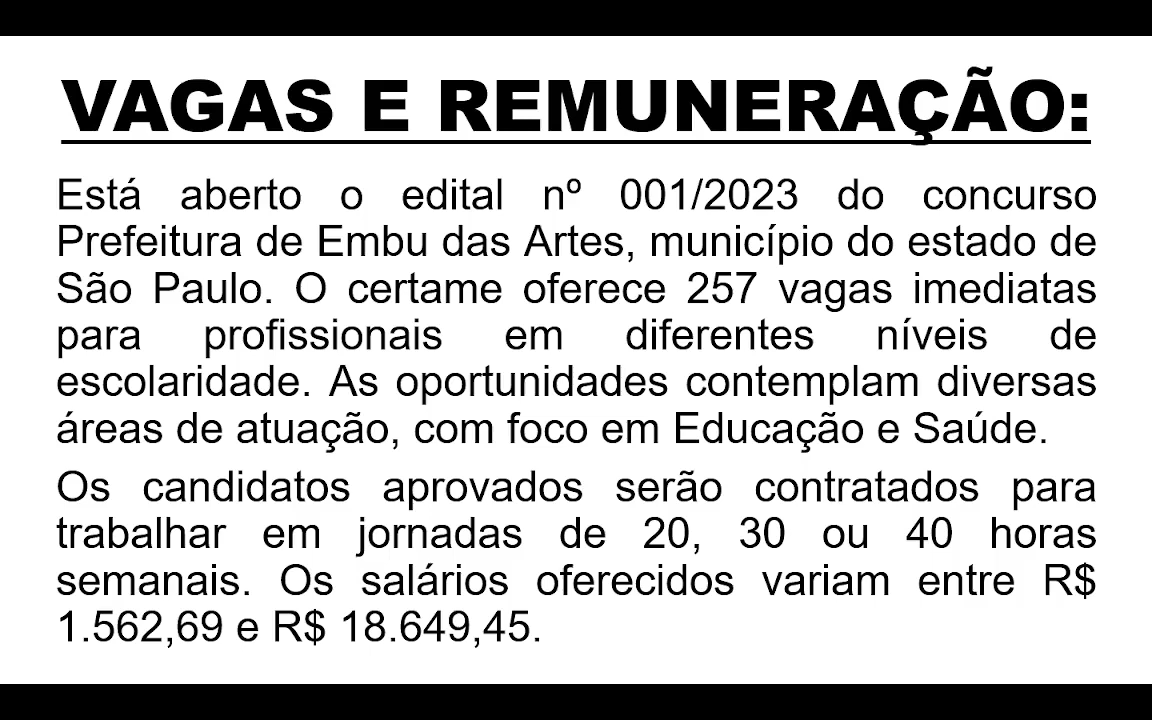 VAGAS E REMUNERAÇÃO:
Está aberto o edital nº 001/2023 do concurso
Prefeitura de Embu das Artes, município do estado de
São Paulo. O certame oferece 257 vagas imediatas
para profissionais em diferentes níveis de
escolaridade. As oportunidades contemplam diversas
áreas de atuação, com foco em Educação e Saúde.
Os candidatos aprovados serão contratados para
trabalhar em jornadas de 20, 30 ou 40 horas
semanais. Os salários oferecidos variam entre R$
1.562,69 e R$ 18.649,45.